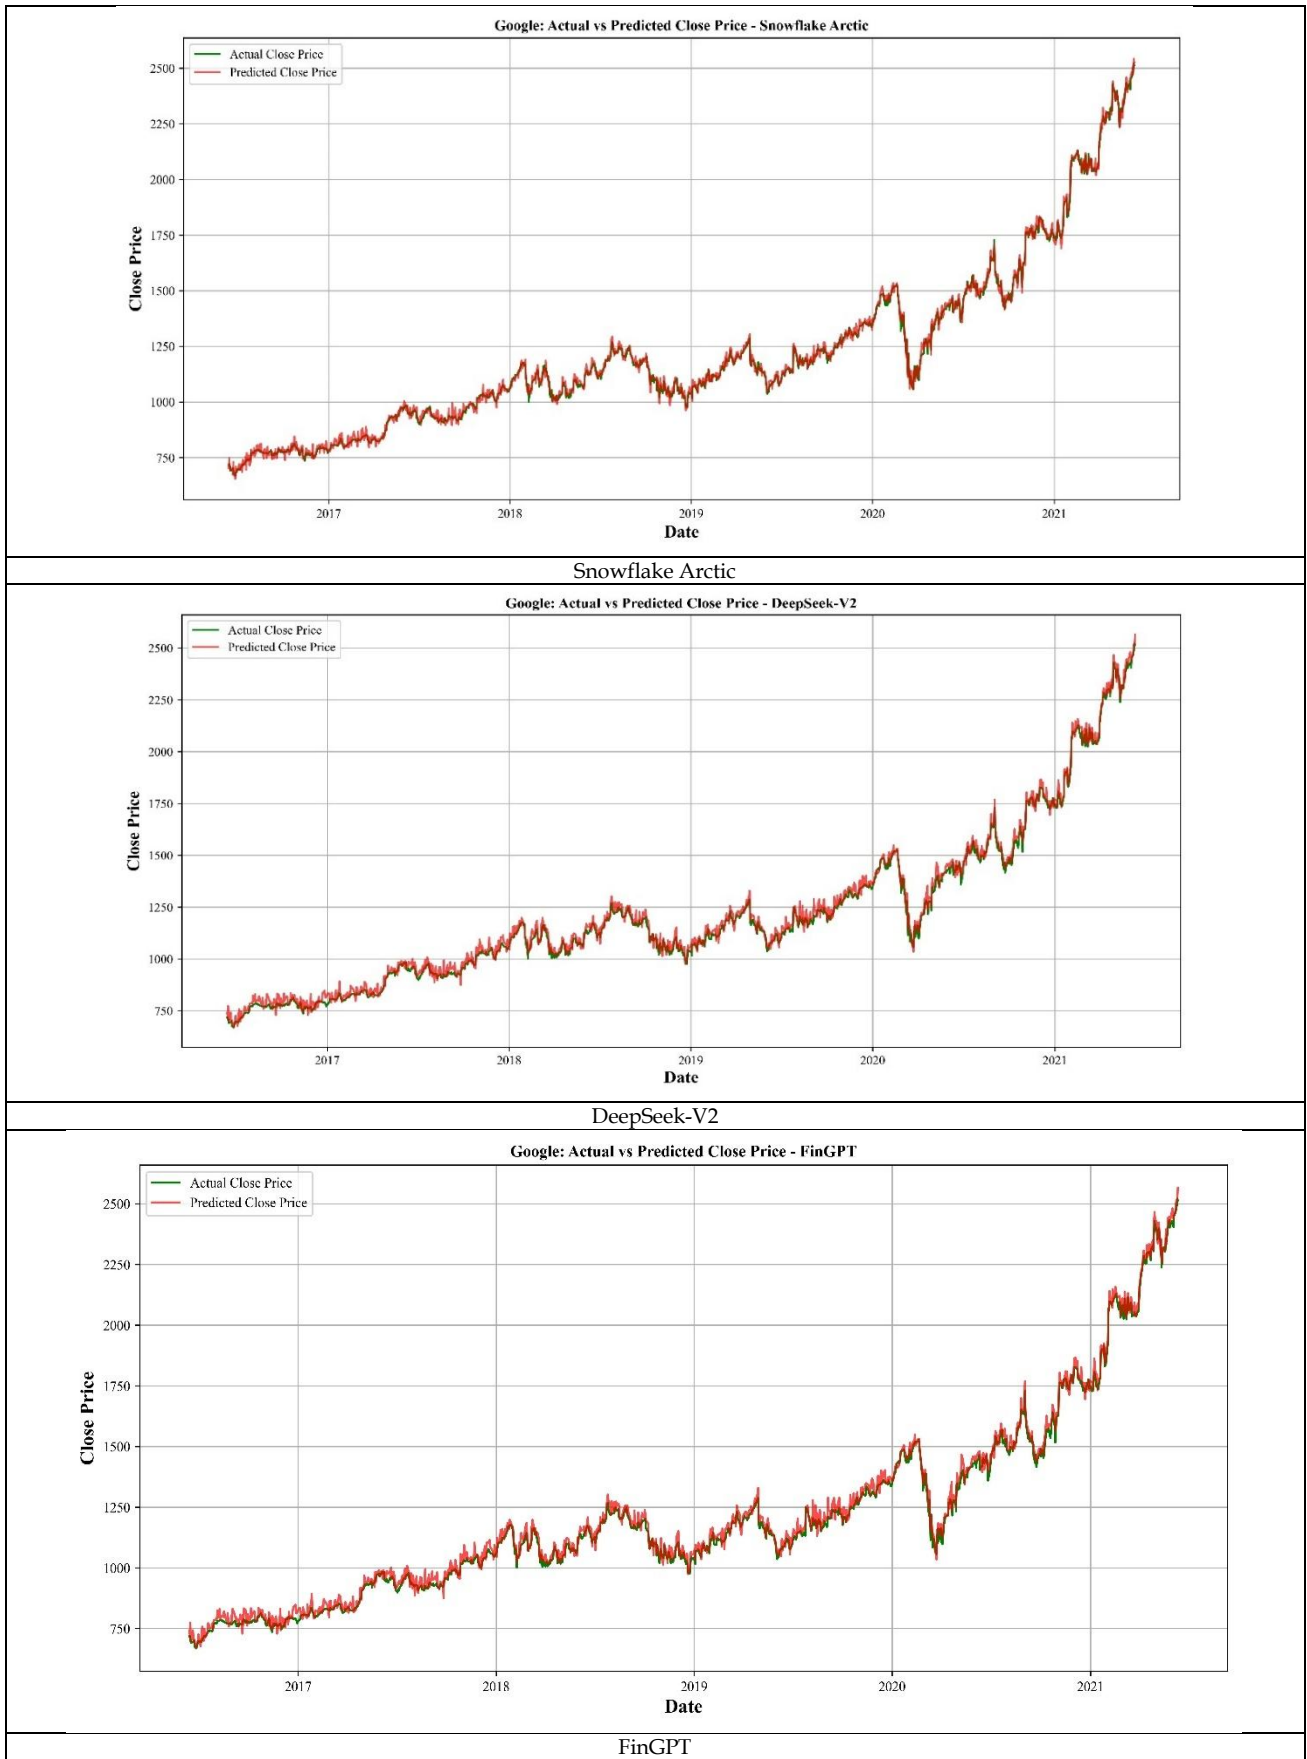 Google: Actual vs Predicted Close Price - Snowflake Arctic
Actual Close Price
Predicted Close Price
2500
2250
2000
1750
1500
1250
1000
750
Close Price
2017 2018 2019 2020 2021
Date
Snowflake Arctic
Google: Actual vs Predicted Close Price - DeepSeek-V2
Actual Close Price
Predicted Close Price
2500
2250
2000
1750
1500
1250
1000
750
Close Price
2017 2018 2019 2020 2021
Date
DeepSeek-V2
Google: Actual vs Predicted Close Price - FinGPT
Actual Close Price
Predicted Close Price
2500
2250
2000
1750
1500
1250
1000
750
Close Price
2017 2018 2019 2020 2021
Date
FinGPT